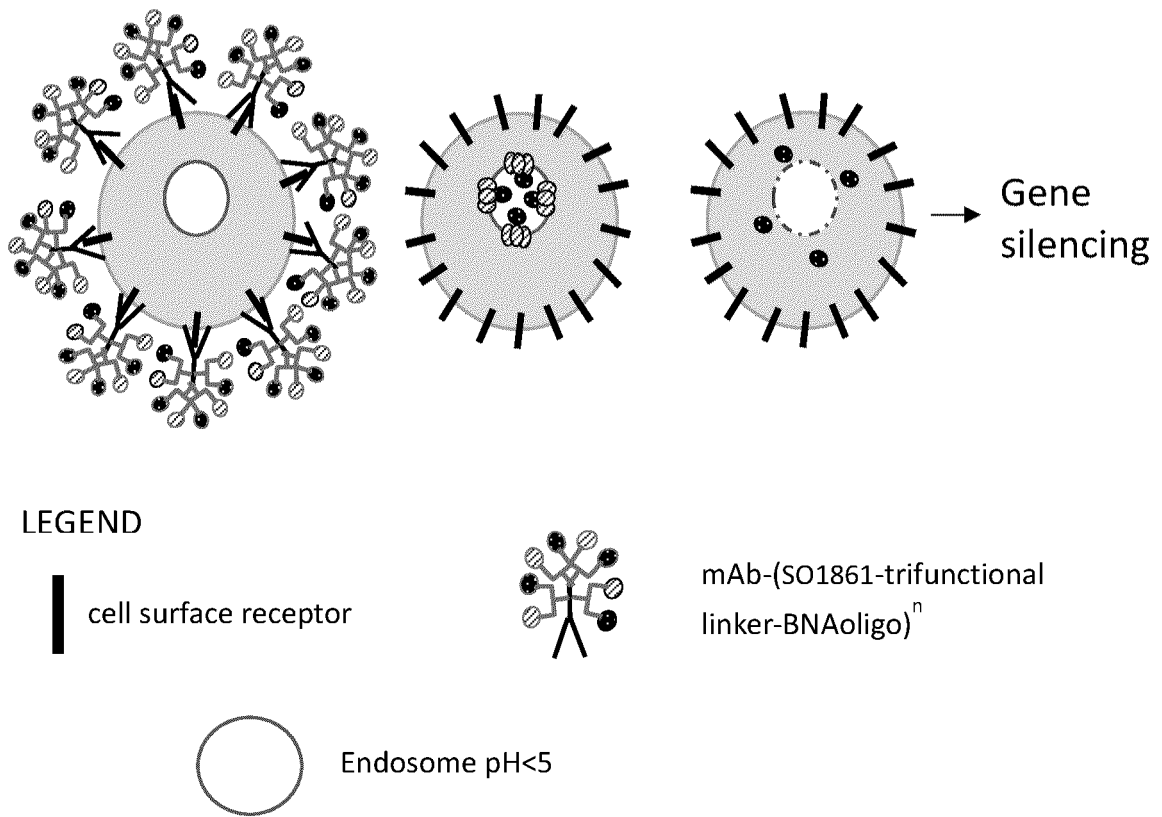 Gene
silencing
LEGEND
cell surface receptor
mAb-(SO1861-trifunctional
linker-BNAoligo)ⁿ
Endosome pH<5